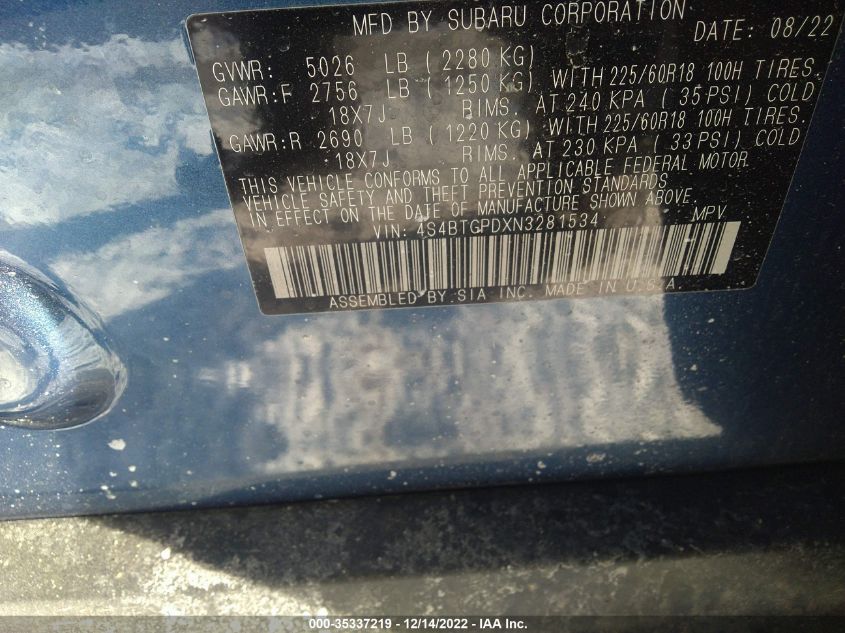 MFD BY SUBARU CORPORATION DATE: 08/22
GVWR: 5026 LB ( 2280 KG)
GAWR:F 2756 LB ( 1250 KG) WITH 225/60R18 100H TIRES.
18X7J RIMS. AT 240 KPA ( 35 PSI) COLD
GAWR:R 2690 LB ( 1220 KG) WITH 225/60R18 100H TIRES.
18X7J RIMS. AT 230 KPA ( 33 PSI) COLD
THIS VEHICLE CONFORMS TO ALL APPLICABLE FEDERAL MOTOR
VEHICLE SAFETY AND THEFT PREVENTION STANDARDS
IN EFFECT ON THE DATE OF MANUFACTURE SHOWN ABOVE.
VIN: 4S4BTGPDXN3281534 MPV
ASSEMBLED BY SIA INC. MADE IN U.S.A.
000-35337219 - 12/14/2022 - IAA Inc.